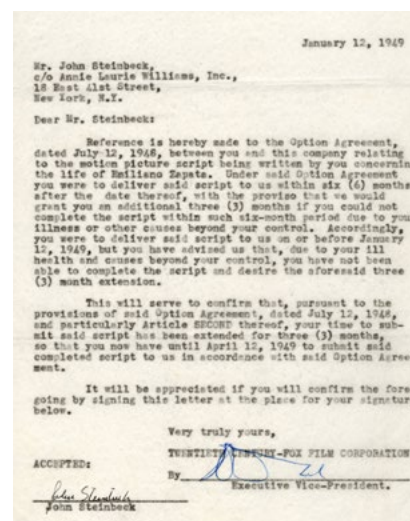 January 12, 1949
Mr. John Steinbeck,
c/o Annie Laurie Williams, Inc.,
18 East 41st Street,
New York, N.Y.
Dear Mr. Steinbeck:
Reference is hereby made to the Option Agreement,
dated July 12, 1948, between you and this company relating
to the motion picture script being written by you concernin
the life of Emiliano Zapata. Under said Option Agreement
you were to deliver said script to us within six (6) months
after the date thereof, with the proviso that we would
grant you an additional three (3) months if you could not
complete the script within such six-month period due to you
illness or other causes beyond your control. Accordingly,
you were to deliver said script to us on or before January
12, 1949, but you have advised us that, due to your ill
health and causes beyond your control, you have not been
able to complete the script and desire the aforesaid three
(3) month extension.
This will serve to confirm that, pursuant to the
provisions of said Option Agreement, dated July 12, 1948,
and particularly Article SECOND thereof, your time to sub-
mit said script has been extended for three (3) months,
so that you now have until April 12, 1949 to submit said
completed script to us in accordance with said Option Agree
ment.
It will be appreciated if you will confirm the fore
going by signing this letter at the place for your signatur
below.
Very truly yours,
TWENTIETH CENTURY-FOX FILM CORPORATION
ACCEPTED:
By
Executive Vice-President.
John Steinbeck
John Steinbeck